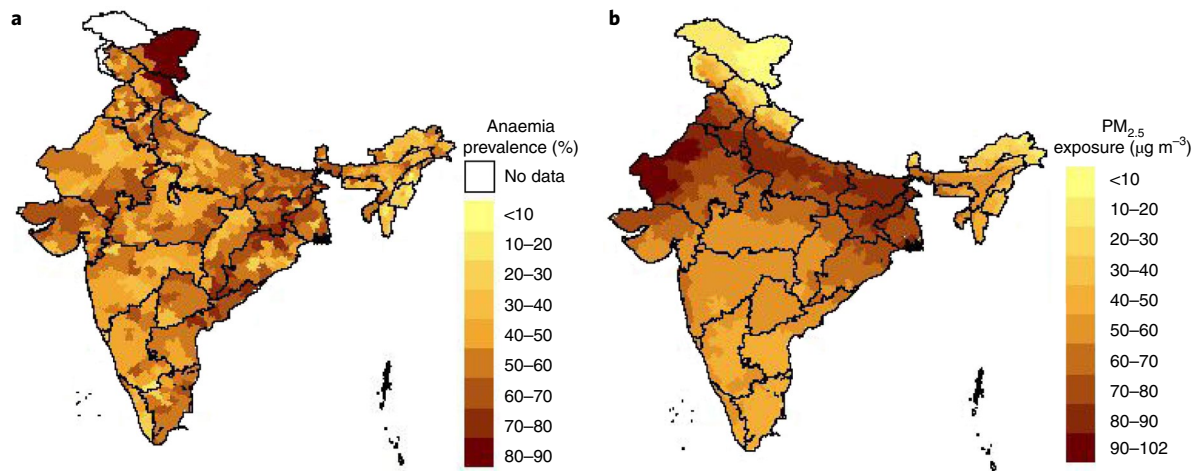 a
Anaemia
prevalence (%)
No data
<10
10–20
20–30
30–40
40–50
50–60
60–70
70–80
80–90
b
PM2.5
exposure (µg m−3)
<10
10–20
20–30
30–40
40–50
50–60
60–70
70–80
80–90
90–102